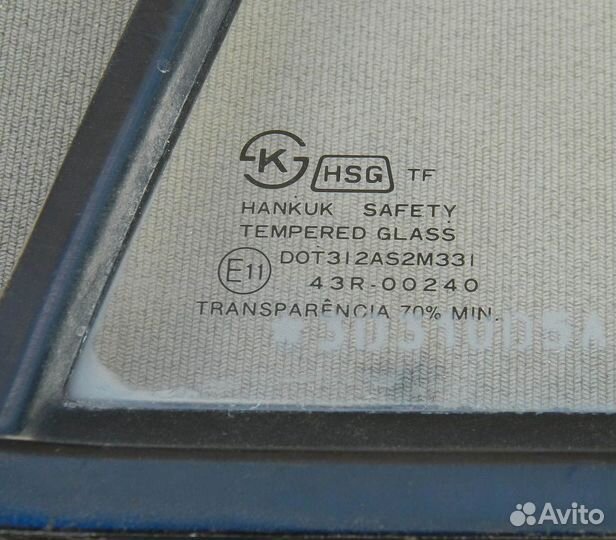 K HSG TF
HANKUK SAFETY
TEMPERED GLASS
E11 DOT312AS2M331
43R-00240
TRANSPARÊNCIA 70% MIN.
Avito